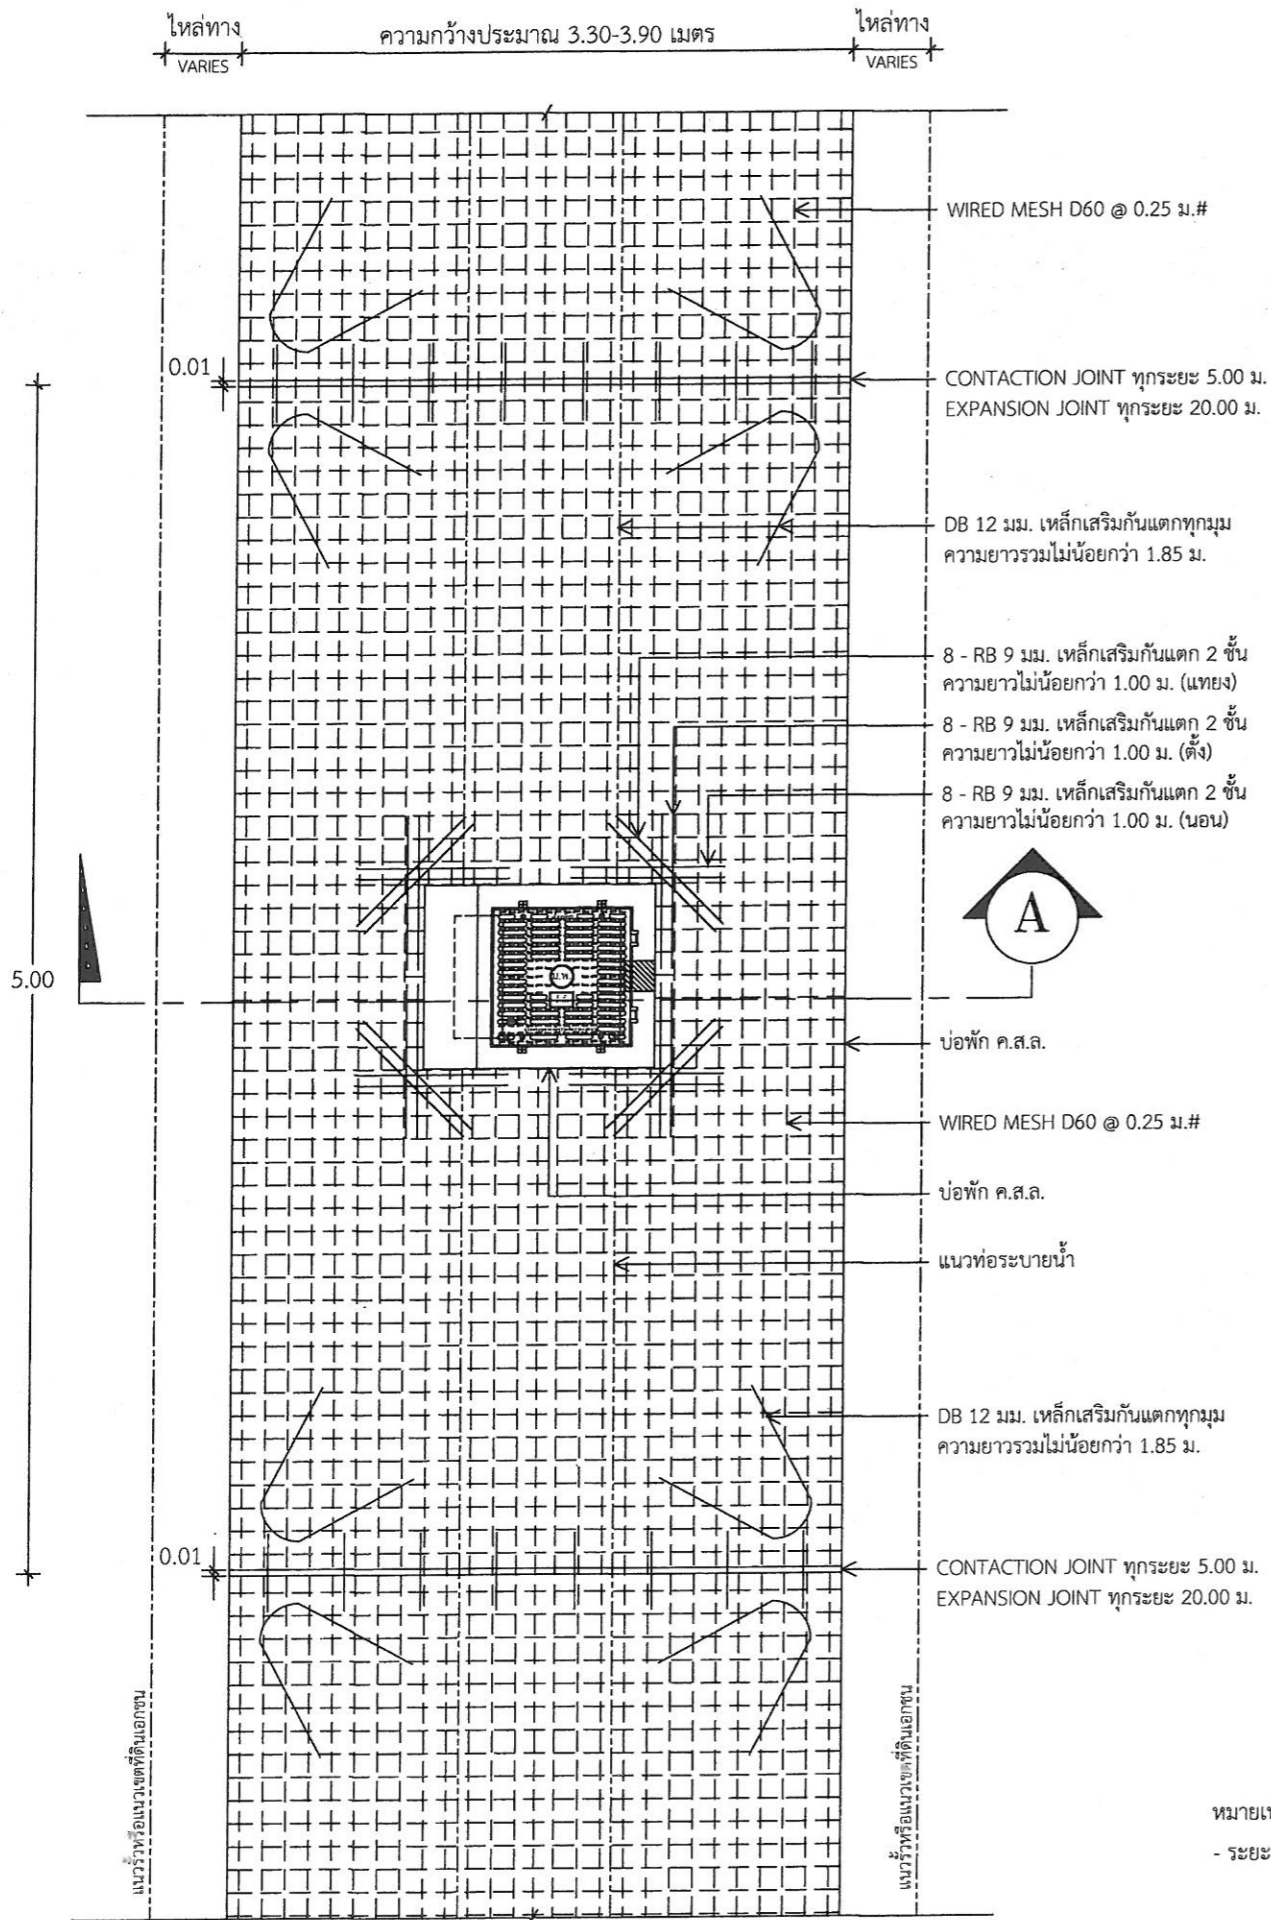 ไหล่ทาง
VARIES
ความกว้างประมาณ 3.30-3.90 เมตร
ไหล่ทาง
VARIES
WIRED MESH D60 @ 0.25 ม.#
0.01
CONTACTION JOINT ทุกระยะ 5.00 ม.
EXPANSION JOINT ทุกระยะ 20.00 ม.
DB 12 มม. เหล็กเสริมกันแตกทุกมุม
ความยาวรวมไม่น้อยกว่า 1.85 ม.
8 - RB 9 มม. เหล็กเสริมกันแตก 2 ชั้น
ความยาวไม่น้อยกว่า 1.00 ม. (แทยง)
8 - RB 9 มม. เหล็กเสริมกันแตก 2 ชั้น
ความยาวไม่น้อยกว่า 1.00 ม. (ตั้ง)
8 - RB 9 มม. เหล็กเสริมกันแตก 2 ชั้น
ความยาวไม่น้อยกว่า 1.00 ม. (นอน)
A
5.00
บ่อพัก ค.ส.ล.
WIRED MESH D60 @ 0.25 ม.#
บ่อพัก ค.ส.ล.
แนวท่อระบายน้ำ
DB 12 มม. เหล็กเสริมกันแตกทุกมุม
ความยาวรวมไม่น้อยกว่า 1.85 ม.
0.01
CONTACTION JOINT ทุกระยะ 5.00 ม.
EXPANSION JOINT ทุกระยะ 20.00 ม.
แนวรั้วหรือแนวเขตที่ดินเอกชน
แนวรั้วหรือแนวเขตที่ดินเอกชน
หมายเห
- ระยะ